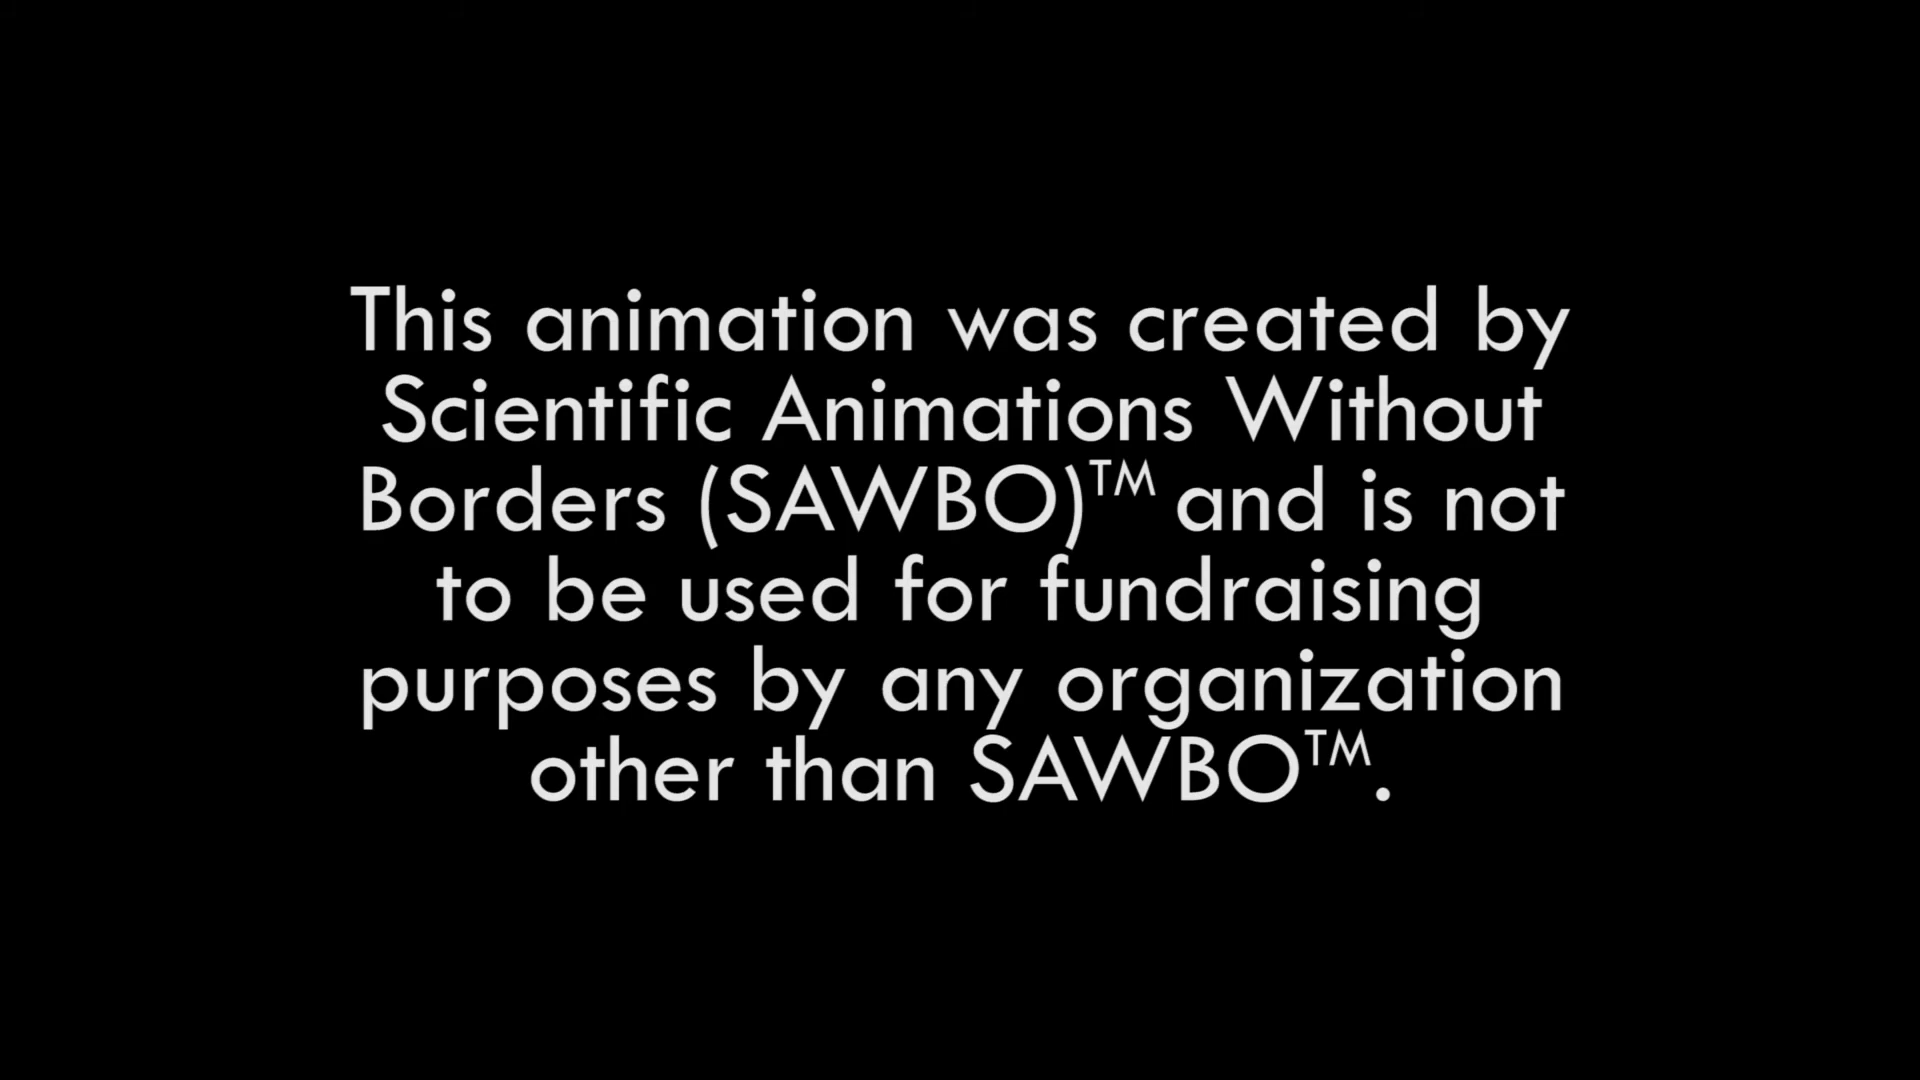 This animation was created by
Scientific Animations Without
Borders (SAWBO)™ and is not
to be used for fundraising
purposes by any organization
other than SAWBO™.